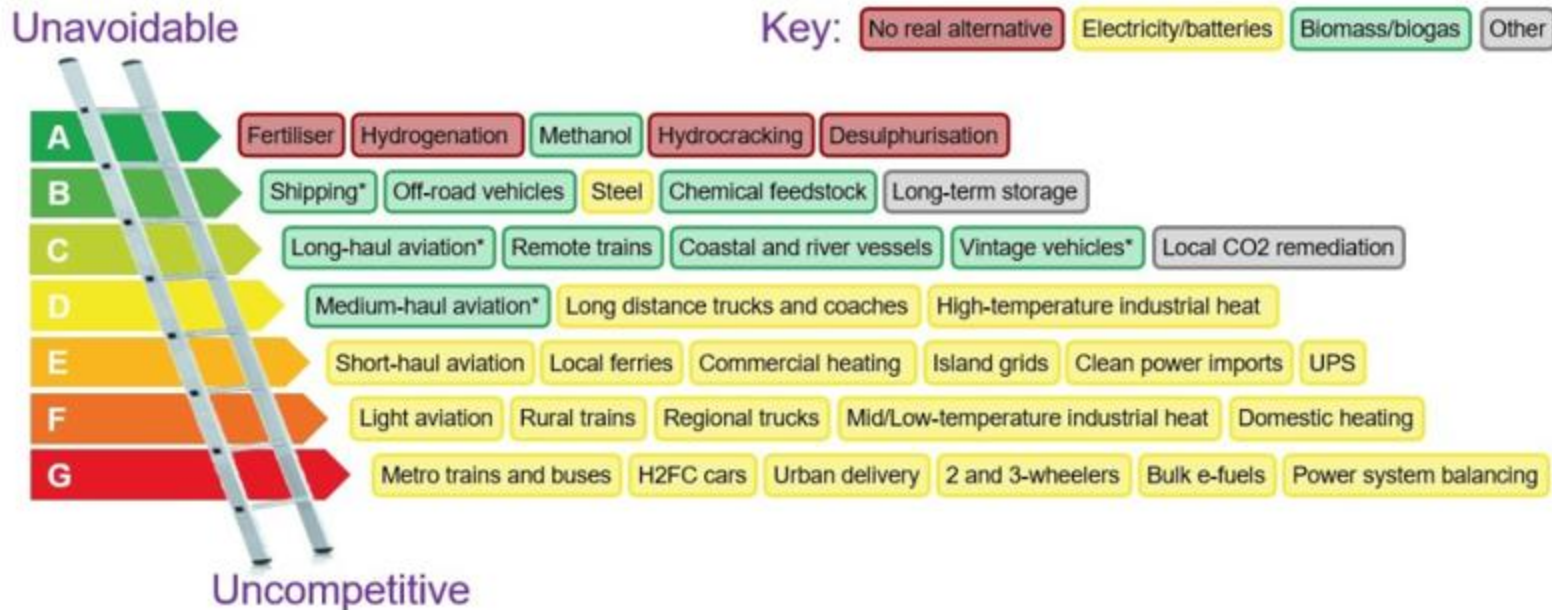 Unavoidable
Key: No real alternative Electricity/batteries Biomass/biogas Other
A Fertiliser Hydrogenation Methanol Hydrocracking Desulphurisation
B Shipping* Off-road vehicles Steel Chemical feedstock Long-term storage
C Long-haul aviation* Remote trains Coastal and river vessels Vintage vehicles* Local CO2 remediation
D Medium-haul aviation* Long distance trucks and coaches High-temperature industrial heat
E Short-haul aviation Local ferries Commercial heating Island grids Clean power imports UPS
F Light aviation Rural trains Regional trucks Mid/Low-temperature industrial heat Domestic heating
G Metro trains and buses H2FC cars Urban delivery 2 and 3-wheelers Bulk e-fuels Power system balancing
Uncompetitive